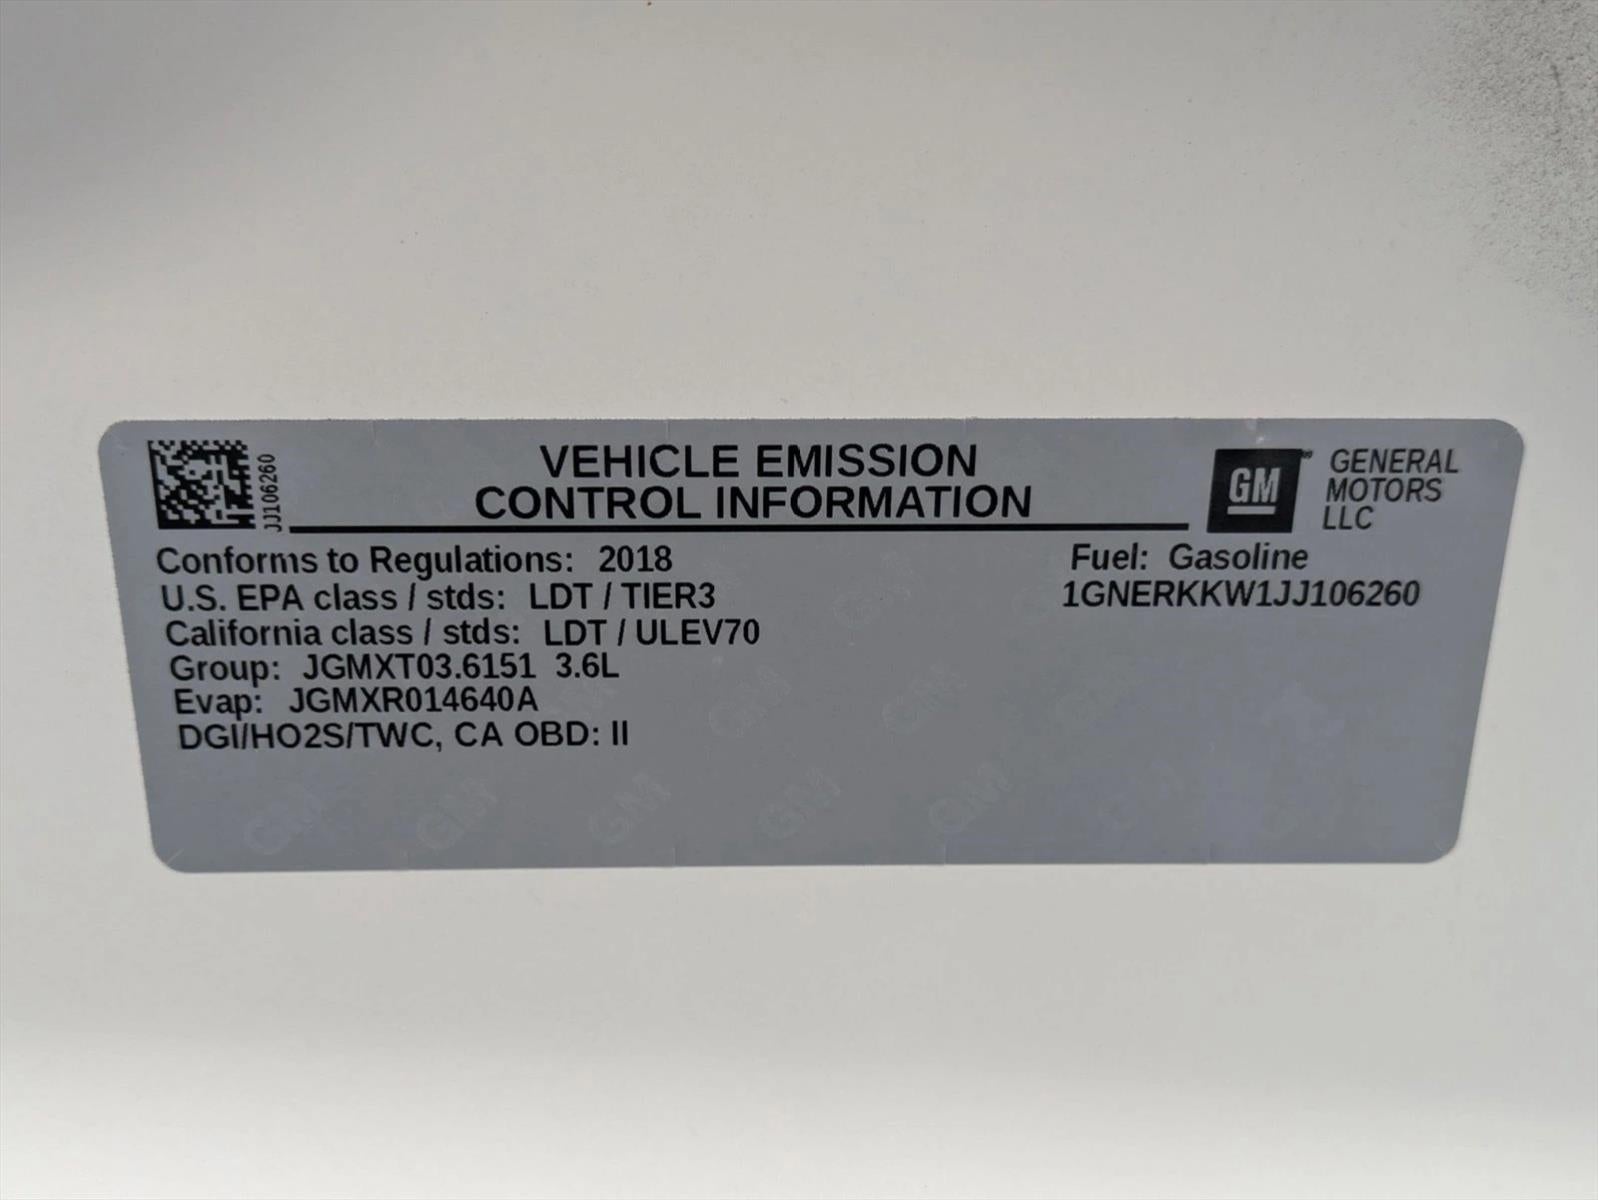 JJ106260
VEHICLE EMISSION
CONTROL INFORMATION
GM
GENERAL
MOTORS
LLC
Conforms to Regulations: 2018
U.S. EPA class / stds: LDT / TIER3
California class / stds: LDT / ULEV70
Group: JGMXT03.6151 3.6L
Evap: JGMXR014640A
DGI/HO2S/TWC, CA OBD: II
Fuel: Gasoline
1GNERKKW1JJ106260